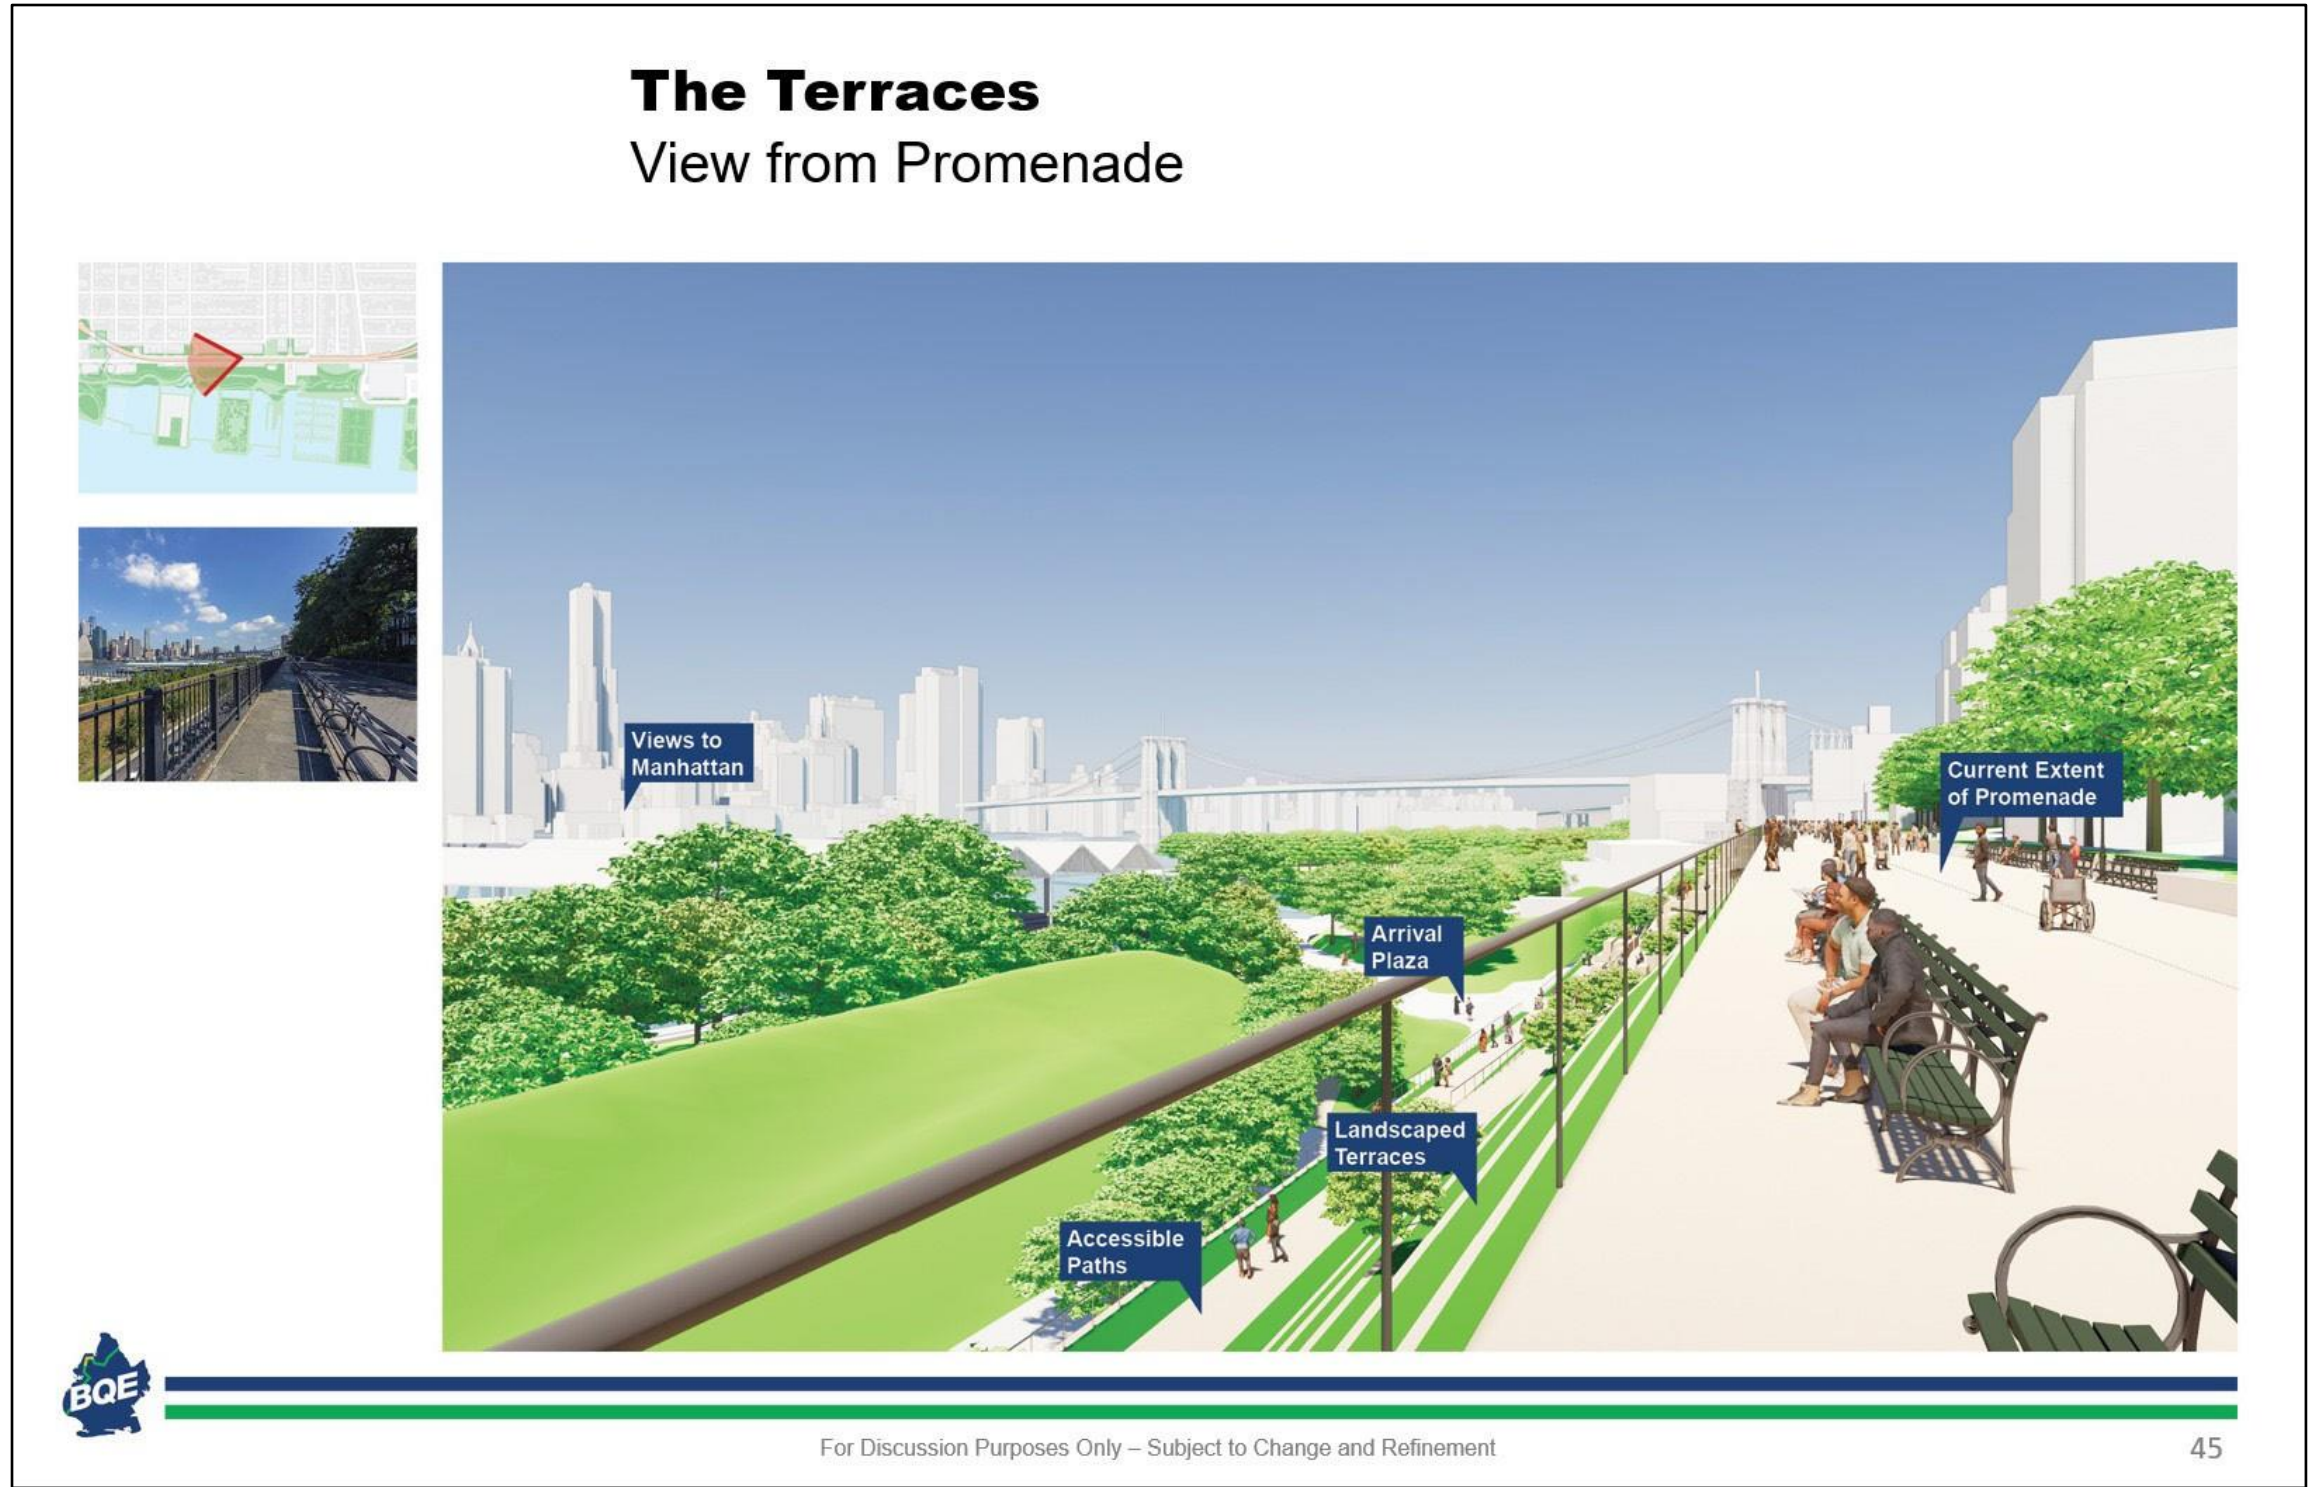 The Terraces
View from Promenade
Views to
Manhattan
Current Extent
of Promenade
Arrival
Plaza
Landscaped
Terraces
Accessible
Paths
BQE
For Discussion Purposes Only – Subject to Change and Refinement
45